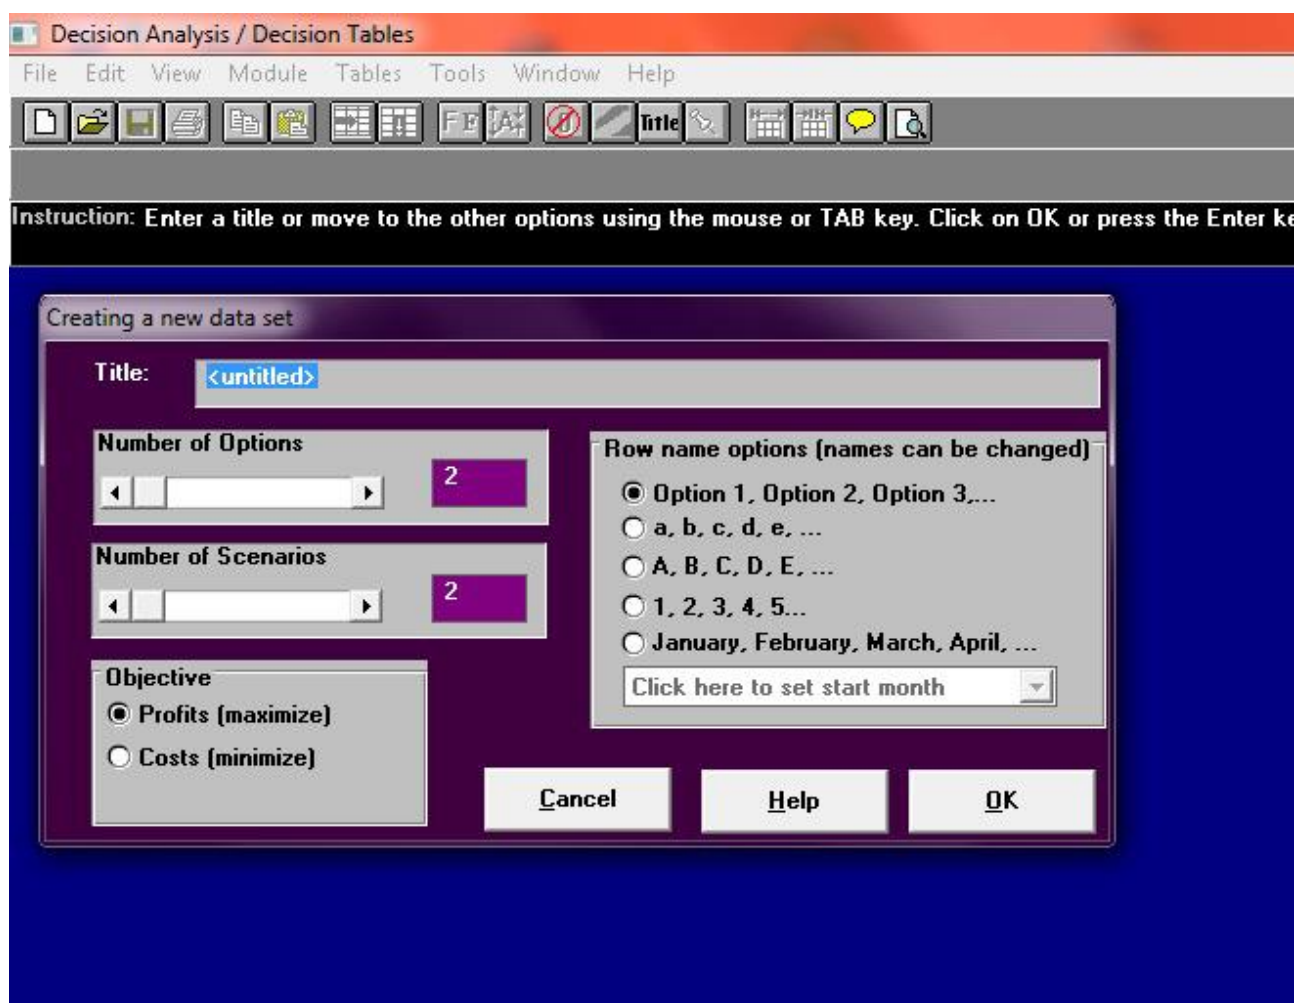 Decision Analysis / Decision Tables
File Edit View Module Tables Tools Window Help
Title
Instruction: Enter a title or move to the other options using the mouse or TAB key. Click on OK or press the Enter ke
Creating a new data set
Title: <untitled>
Number of Options
2
Number of Scenarios
2
Objective
Profits (maximize)
Costs (minimize)
Row name options (names can be changed)
Option 1, Option 2, Option 3,...
a, b, c, d, e, ...
A, B, C, D, E, ...
1, 2, 3, 4, 5...
January, February, March, April, ...
Click here to set start month
Cancel Help OK